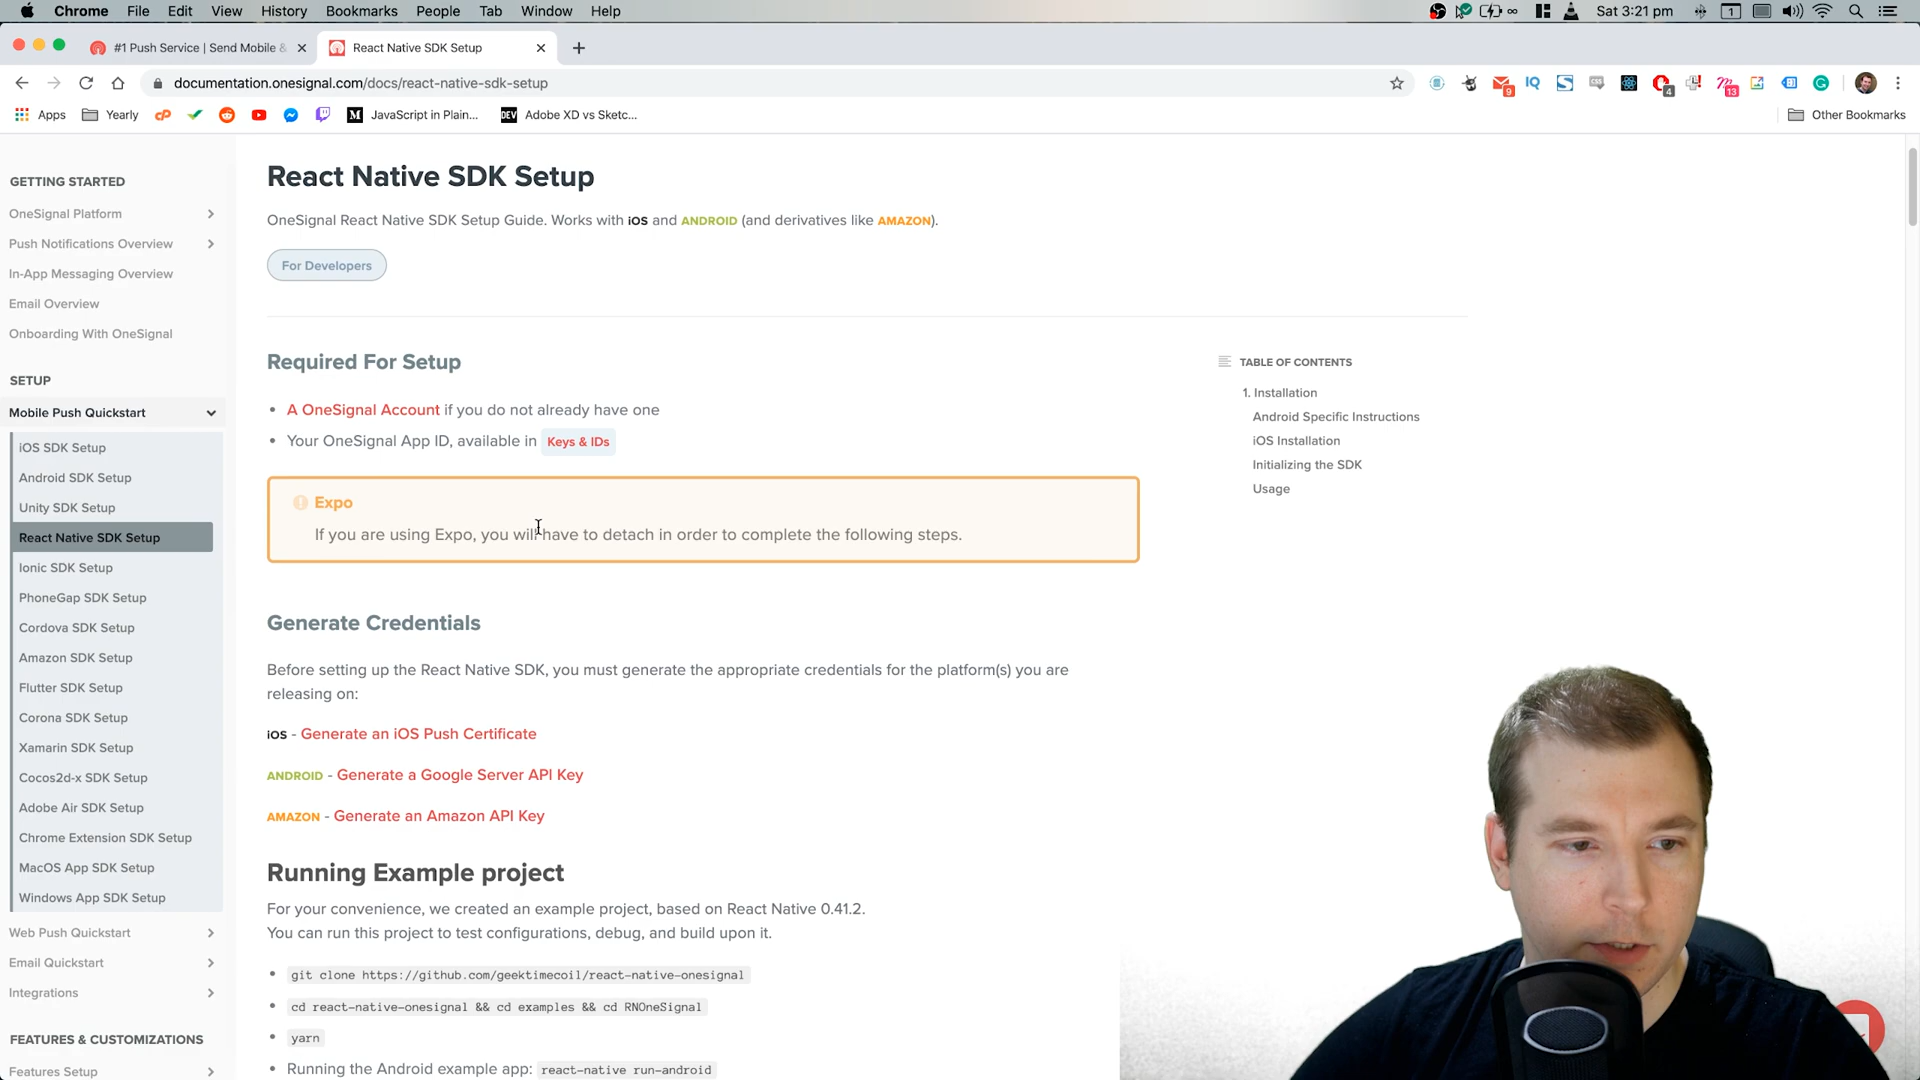 Chrome File Edit View History Bookmarks People Tab Window Help
Sat 3:21 pm
#1 Push Service | Send Mobile &
React Native SDK Setup
documentation.onesignal.com/docs/react-native-sdk-setup
Apps Yearly JavaScript in Plain... Adobe XD vs Sketc... Other Bookmarks
GETTING STARTED
OneSignal Platform
Push Notifications Overview
In-App Messaging Overview
Email Overview
Onboarding With OneSignal
SETUP
Mobile Push Quickstart
iOS SDK Setup
Android SDK Setup
Unity SDK Setup
React Native SDK Setup
Ionic SDK Setup
PhoneGap SDK Setup
Cordova SDK Setup
Amazon SDK Setup
Flutter SDK Setup
Corona SDK Setup
Xamarin SDK Setup
Cocos2d-x SDK Setup
Adobe Air SDK Setup
Chrome Extension SDK Setup
MacOS App SDK Setup
Windows App SDK Setup
Web Push Quickstart
Email Quickstart
Integrations
FEATURES & CUSTOMIZATIONS
Features Setup
React Native SDK Setup
OneSignal React Native SDK Setup Guide. Works with iOS and ANDROID (and derivatives like AMAZON).
For Developers
Required For Setup
A OneSignal Account if you do not already have one
Your OneSignal App ID, available in Keys & IDs
Expo
If you are using Expo, you will have to detach in order to complete the following steps.
Generate Credentials
Before setting up the React Native SDK, you must generate the appropriate credentials for the platform(s) you are
releasing on:
iOS - Generate an iOS Push Certificate
ANDROID - Generate a Google Server API Key
AMAZON - Generate an Amazon API Key
Running Example project
For your convenience, we created an example project, based on React Native 0.41.2.
You can run this project to test configurations, debug, and build upon it.
git clone https://github.com/geektimecoil/react-native-onesignal
cd react-native-onesignal && cd examples && cd RNOneSignal
yarn
Running the Android example app: react-native run-android
TABLE OF CONTENTS
1. Installation
Android Specific Instructions
iOS Installation
Initializing the SDK
Usage